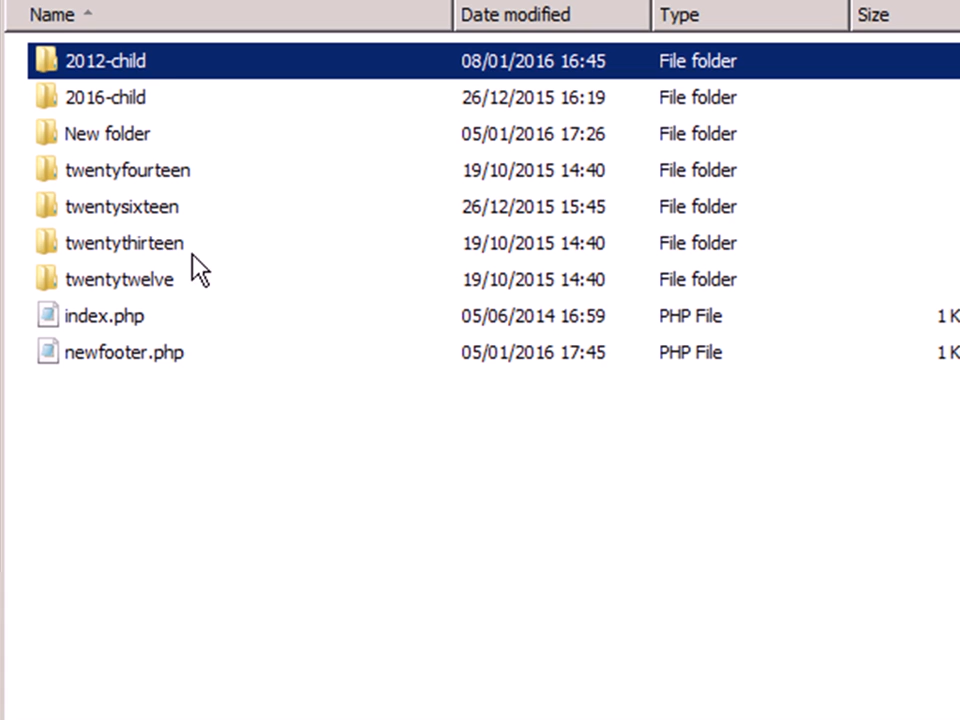 Name Date modified Type Size
2012-child 08/01/2016 16:45 File folder
2016-child 26/12/2015 16:19 File folder
New folder 05/01/2016 17:26 File folder
twentyfourteen 19/10/2015 14:40 File folder
twentysixteen 26/12/2015 15:45 File folder
twentythirteen 19/10/2015 14:40 File folder
twentytwelve 19/10/2015 14:40 File folder
index.php 05/06/2014 16:59 PHP File 1 K
newfooter.php 05/01/2016 17:45 PHP File 1 K